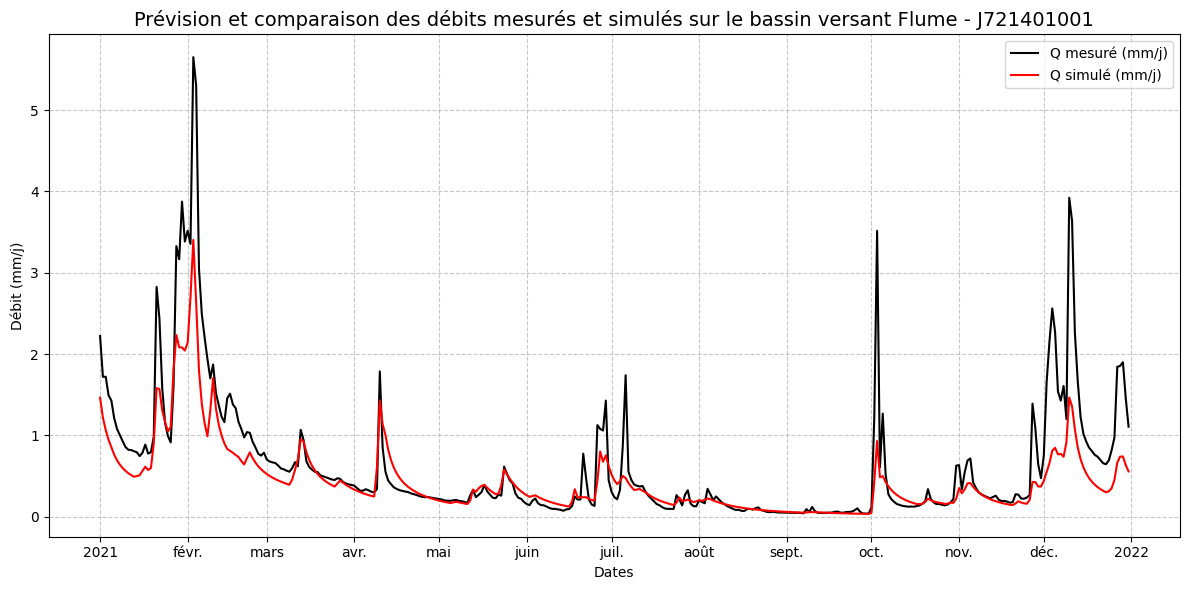 Prévision et comparaison des débits mesurés et simulés sur le bassin versant Flume - J721401001
Q mesuré (mm/j)
Q simulé (mm/j)
Débit (mm/j)
5
4
3
2
1
0
2021 févr. mars avr. mai juin juil. août sept. oct. nov. déc. 2022
Dates